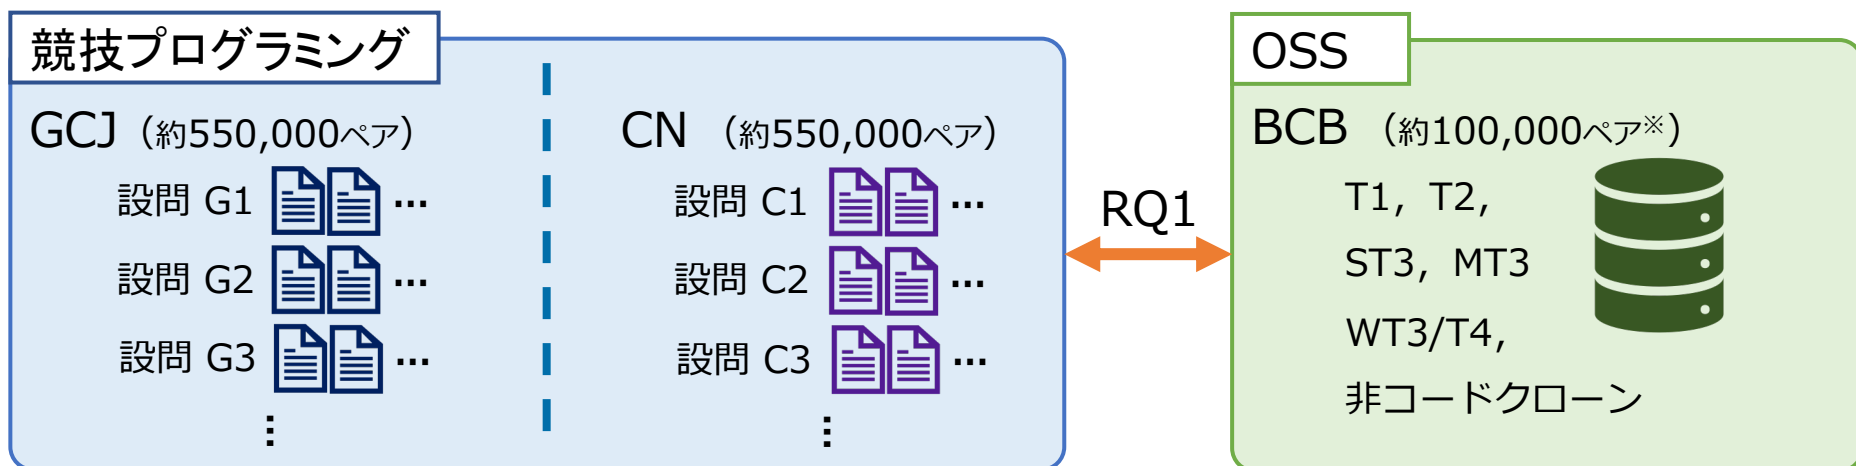 競技プログラミング
GCJ（約550,000ペア）
設問 G1 …
設問 G2 …
設問 G3 …
⋮
CN （約550,000ペア）
設問 C1 …
設問 C2 …
設問 C3 …
⋮
RQ1
OSS
BCB （約100,000ペア※）
T1，T2，
ST3，MT3
WT3/T4，
非コードクローン